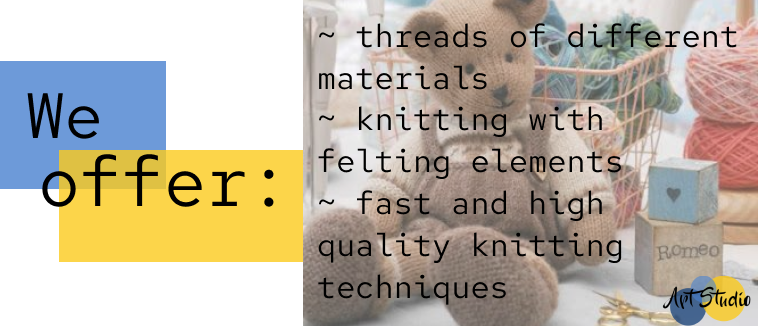 We
offer:
~ threads of different
materials
~ knitting with
felting elements
~ fast and high
quality knitting
techniques
Romeo
Art Studio